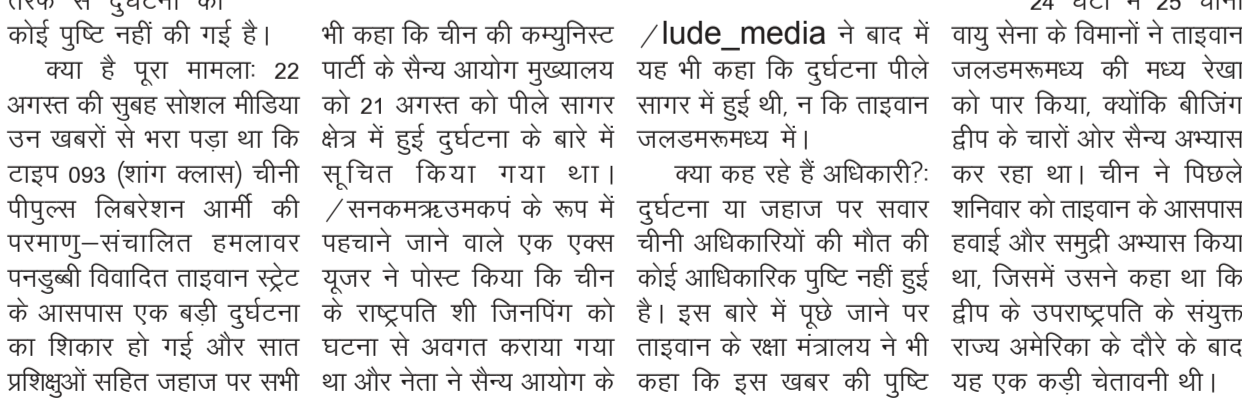 तरफ से दुर्घटना की
कोई पुष्टि नहीं की गई है।
क्या है पूरा मामलाः 22
अगस्त की सुबह सोशल मीडिया
उन खबरों से भरा पड़ा था कि
टाइप 093 (शांग क्लास) चीनी
पीपुल्स लिबरेशन आर्मी की
परमाणु–संचालित हमलावर
पनडुब्बी विवादित ताइवान स्ट्रेट
के आसपास एक बड़ी दुर्घटना
का शिकार हो गई और सात
प्रशिक्षुओं सहित जहाज पर सभी
भी कहा कि चीन की कम्युनिस्ट
पार्टी के सैन्य आयोग मुख्यालय
को 21 अगस्त को पीले सागर
क्षेत्र में हुई दुर्घटना के बारे में
सूचित किया गया था।
/सनकमऋउमकपं के रूप में
पहचाने जाने वाले एक एक्स
यूजर ने पोस्ट किया कि चीन
के राष्ट्रपति शी जिनपिंग को
घटना से अवगत कराया गया
था और नेता ने सैन्य आयोग के
/lude_media ने बाद में
यह भी कहा कि दुर्घटना पीले
सागर में हुई थी, न कि ताइवान
जलडमरूमध्य में।
क्या कह रहे हैं अधिकारी?ः
दुर्घटना या जहाज पर सवार
चीनी अधिकारियों की मौत की
कोई आधिकारिक पुष्टि नहीं हुई
है। इस बारे में पूछे जाने पर
ताइवान के रक्षा मंत्रालय ने भी
कहा कि इस खबर की पुष्टि
24 घंटों में 25 चीनी
वायु सेना के विमानों ने ताइवान
जलडमरूमध्य की मध्य रेखा
को पार किया, क्योंकि बीजिंग
द्वीप के चारों ओर सैन्य अभ्यास
कर रहा था। चीन ने पिछले
शनिवार को ताइवान के आसपास
हवाई और समुद्री अभ्यास किया
था, जिसमें उसने कहा था कि
द्वीप के उपराष्ट्रपति के संयुक्त
राज्य अमेरिका के दौरे के बाद
यह एक कड़ी चेतावनी थी।